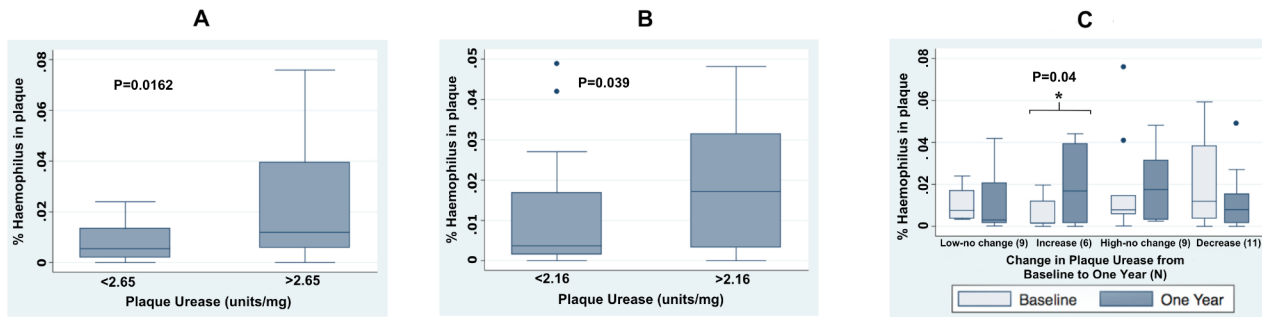 A
% Haemophilus in plaque
.08
.06
.04
.02
0
P=0.0162
<2.65
>2.65
Plaque Urease (units/mg)
B
% Haemophilus in plaque
.05
.04
.03
.02
.01
0
P=0.039
<2.16
>2.16
Plaque Urease (units/mg)
C
% Haemophilus in plaque
.08
.06
.04
.02
0
P=0.04
*
Low-no change (9) Increase (6) High-no change (9) Decrease (11)
Change in Plaque Urease from
Baseline to One Year (N)
Baseline One Year